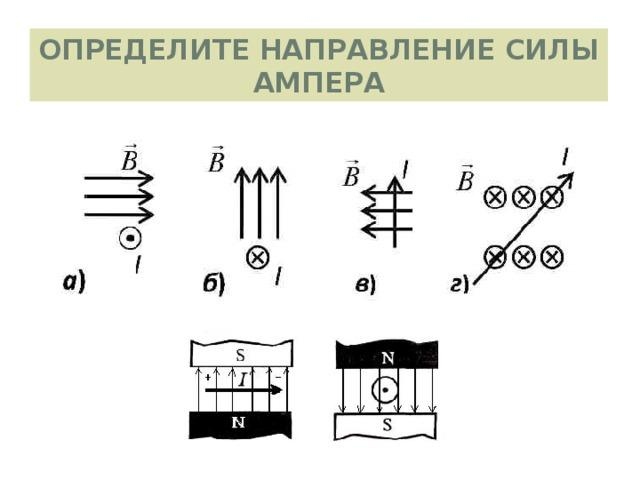 ОПРЕДЕЛИТЕ НАПРАВЛЕНИЕ СИЛЫ
АМПЕРА
B I
а)
B I
б)
B I
в)
B I
г)
S
+ I −
N
N
S